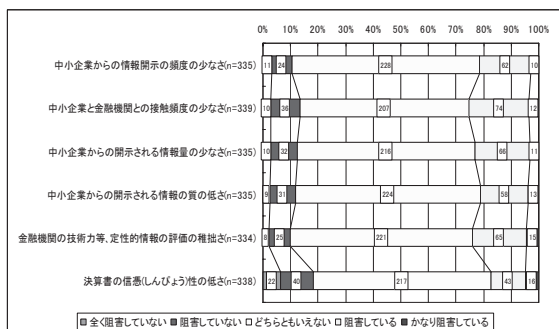 0% 10% 20% 30% 40% 50% 60% 70% 80% 90% 100%
中小企業からの情報開示の頻度の少なさ(n=335) 11 24 228 62 10
中小企業と金融機関との接触頻度の少なさ(n=339) 10 36 207 74 12
中小企業からの開示される情報量の少なさ(n=335) 10 32 216 66 11
中小企業からの開示される情報の質の低さ(n=335) 9 31 224 58 13
金融機関の技術力等、定性的情報の評価の稚拙さ(n=334) 8 25 221 65 15
決算書の信憑(しんぴょう)性の低さ(n=338) 22 40 217 43 16
全く阻害していない 阻害していない どちらともいえない 阻害している かなり阻害している